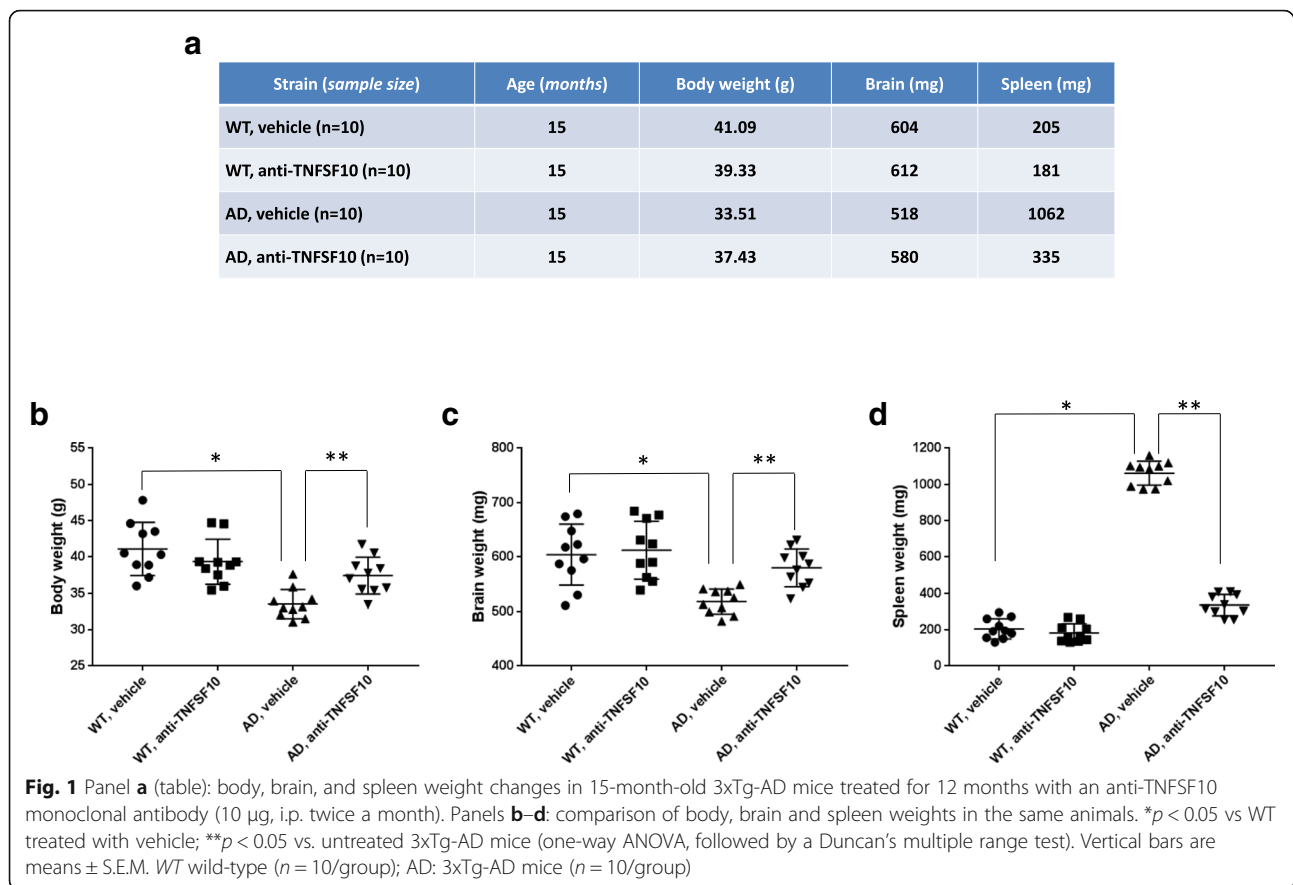 a
Strain (sample size) Age (months) Body weight (g) Brain (mg) Spleen (mg)
WT, vehicle (n=10) 15 41.09 604 205
WT, anti-TNFSF10 (n=10) 15 39.33 612 181
AD, vehicle (n=10) 15 33.51 518 1062
AD, anti-TNFSF10 (n=10) 15 37.43 580 335
b
Body weight (g)
55
50
45
40
35
30
25
* **
WT, vehicle
WT, anti-TNFSF10
AD, vehicle
AD, anti-TNFSF10
c
Brain weight (mg)
800
700
600
500
400
* **
WT, vehicle
WT, anti-TNFSF10
AD, vehicle
AD, anti-TNFSF10
d
Spleen weight (mg)
1200
1000
800
600
400
200
0
* **
WT, vehicle
WT, anti-TNFSF10
AD, vehicle
AD, anti-TNFSF10
Fig. 1 Panel a (table): body, brain, and spleen weight changes in 15-month-old 3xTg-AD mice treated for 12 months with an anti-TNFSF10
monoclonal antibody (10 μg, i.p. twice a month). Panels b–d: comparison of body, brain and spleen weights in the same animals. *p < 0.05 vs WT
treated with vehicle; **p < 0.05 vs. untreated 3xTg-AD mice (one-way ANOVA, followed by a Duncan's multiple range test). Vertical bars are
means ± S.E.M. WT wild-type (n = 10/group); AD: 3xTg-AD mice (n = 10/group)